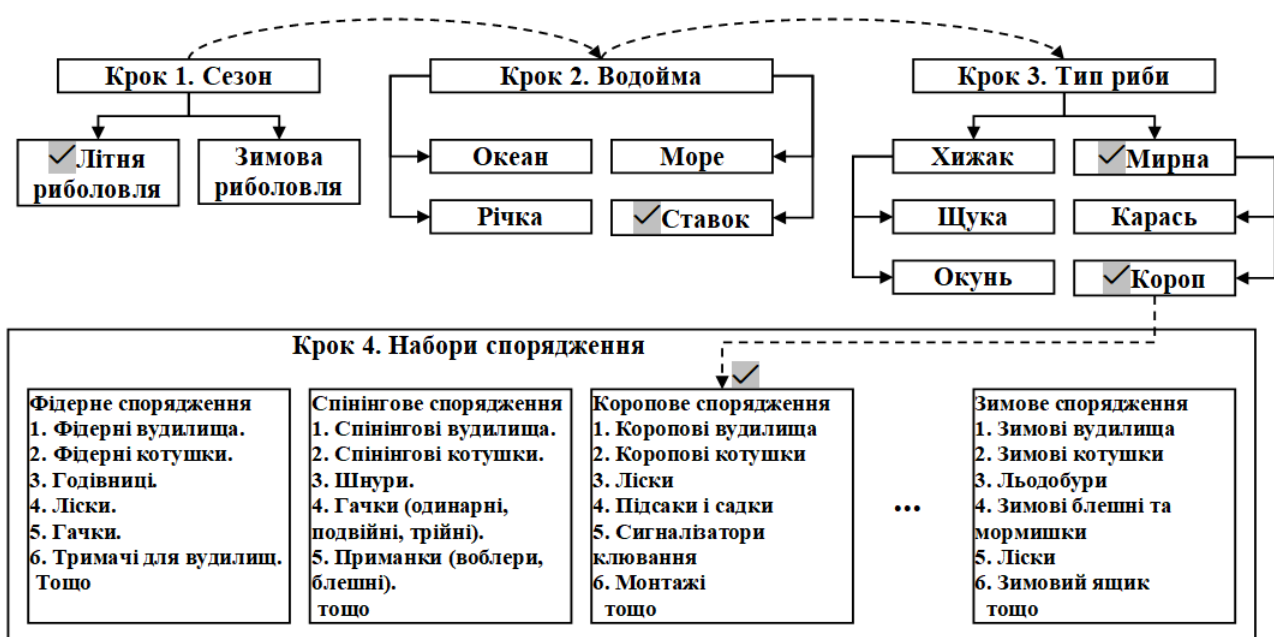 Крок 1. Сезон
Літня
риболовля
Зимова
риболовля
Крок 2. Водойма
Океан
Море
Річка
Ставок
Крок 3. Тип риби
Хижак
Мирна
Щука
Карась
Окунь
Короп
Крок 4. Набори спорядження
Фідерне спорядження
1. Фідерні вудилища.
2. Фідерні котушки.
3. Годівниці.
4. Ліски.
5. Гачки.
6. Тримачі для вудилищ.
Тощо
Спінінгове спорядження
1. Спінінгові вудилища.
2. Спінінгові котушки.
3. Шнури.
4. Гачки (одинарні,
подвійні, трійні).
5. Приманки (воблери,
блешні).
тощо
Коропове спорядження
1. Коропові вудилища
2. Коропові котушки
3. Ліски
4. Підсаки і садки
5. Сигналізатори
клювання
6. Монтажі
тощо
...
Зимове спорядження
1. Зимові вудилища
2. Зимові котушки
3. Льодобури
4. Зимові блешні та
мормишки
5. Ліски
6. Зимовий ящик
тощо